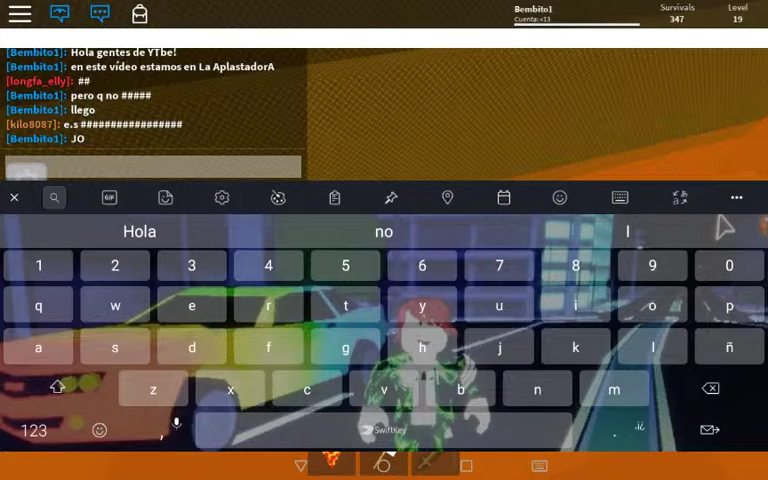 Bembito1
Cuenta: <13
Survivals
347
Level
19
[Bembito1]: Hola gentes de YTbe!
[Bembito1]: en este vídeo estamos en La AplastadorA
[longfa_elly]: ##
[Bembito1]: pero q no #####
[Bembito1]: llego
[kilo8087]: e.s #################
[Bembito1]: JO
GIF
Hola no I
1 2 3 4 5 6 7 8 9 0
q w e r t y u i o p
a s d f g h j k l ñ
z x c v b n m
123 , SwiftKey . ,¡¿